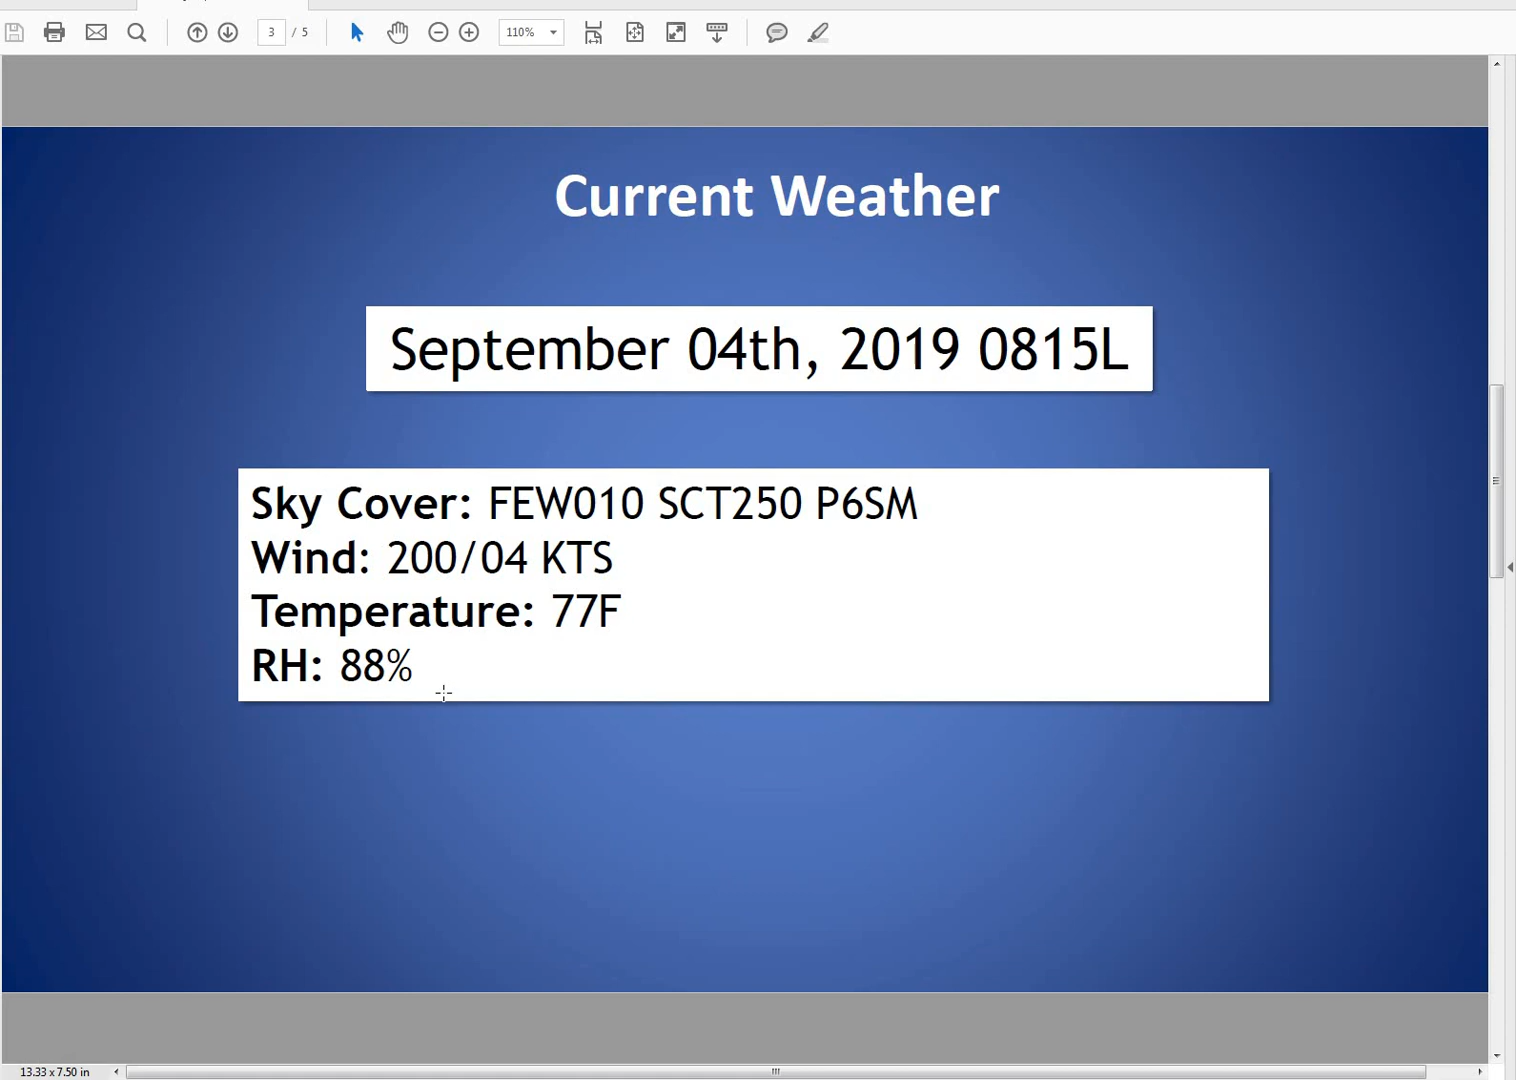 3 / 5
110%
Current Weather
September 04th, 2019 0815L
Sky Cover: FEW010 SCT250 P6SM
Wind: 200/04 KTS
Temperature: 77F
RH: 88%
13.33 x 7.50 in